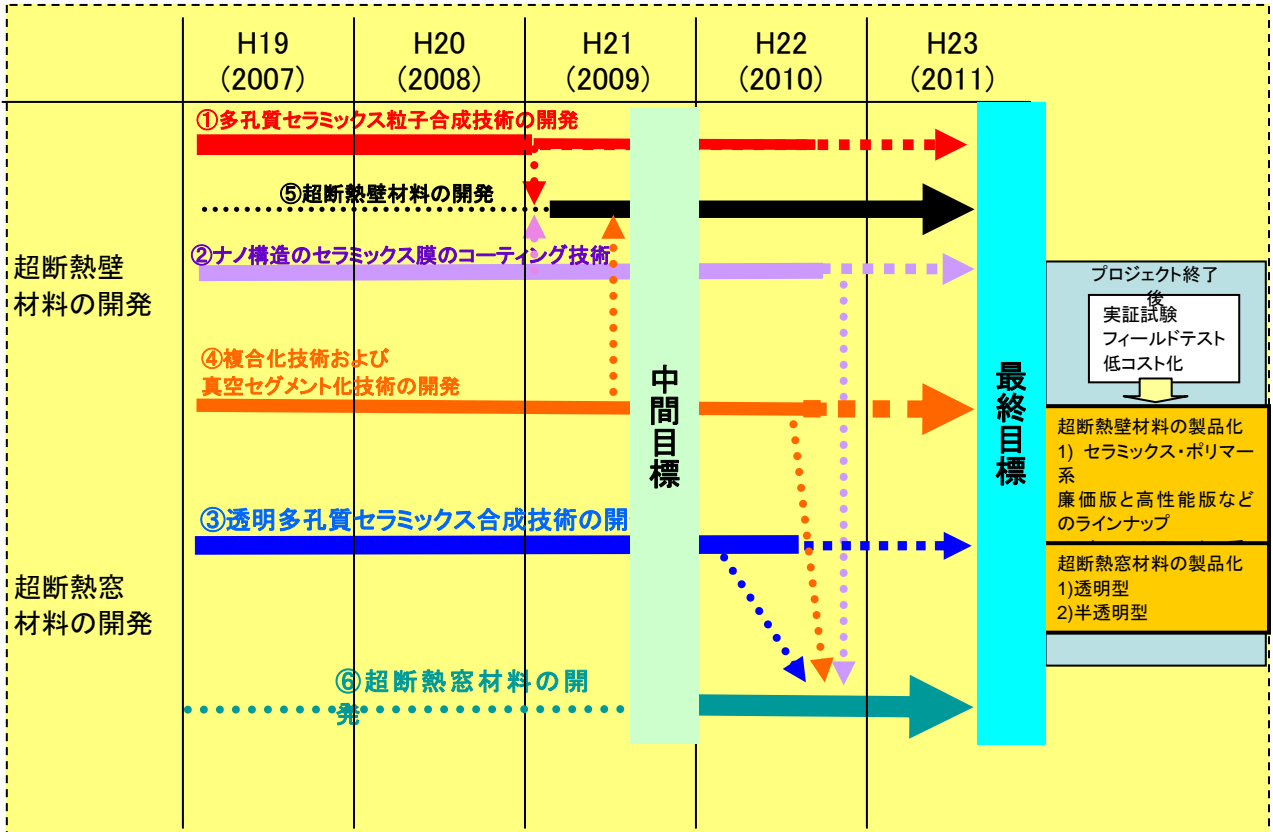 H19
(2007)
H20
(2008)
H21
(2009)
H22
(2010)
H23
(2011)
超断熱壁
材料の開発
①多孔質セラミックス粒子合成技術の開発
⑤超断熱壁材料の開発
②ナノ構造のセラミックス膜のコーティング技術
④複合化技術および
真空セグメント化技術の開発
超断熱窓
材料の開発
③透明多孔質セラミックス合成技術の開
⑥超断熱窓材料の開
発
中間目標
最終目標
プロジェクト終了
後
実証試験
フィールドテスト
低コスト化
超断熱壁材料の製品化
1) セラミックス・ポリマー
系
廉価版と高性能版など
のラインナップ
超断熱窓材料の製品化
1)透明型
2)半透明型